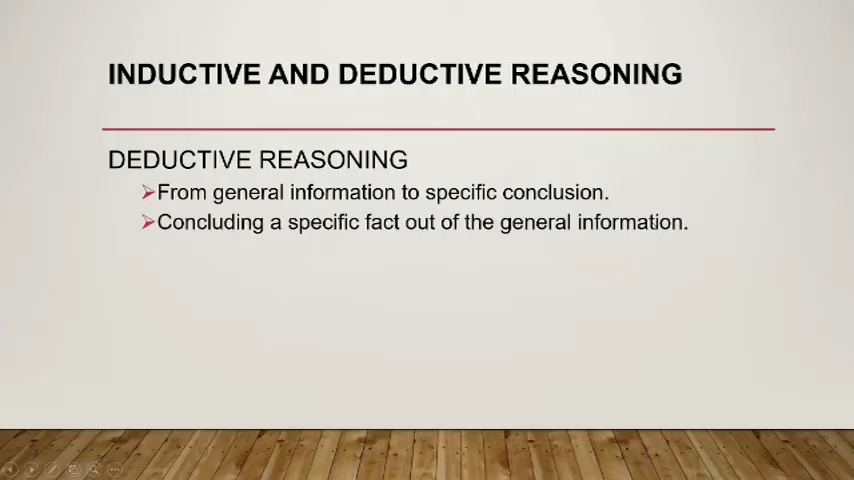 INDUCTIVE AND DEDUCTIVE REASONING
DEDUCTIVE REASONING
From general information to specific conclusion.
Concluding a specific fact out of the general information.